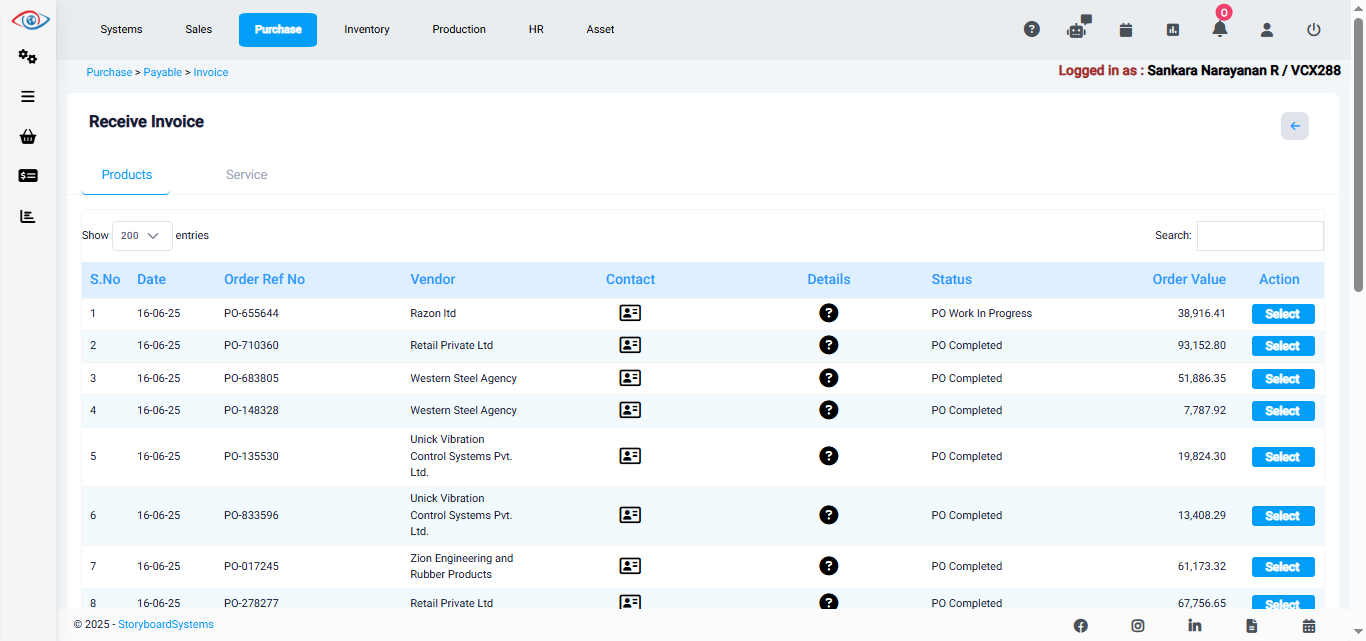 Systems Sales Purchase Inventory Production HR Asset 0
Purchase > Payable > Invoice Logged in as : Sankara Narayanan R / VCX288
Receive Invoice
Products Service
Show 200 entries Search:
S.No Date Order Ref No Vendor Contact Details Status Order Value Action
1 16-06-25 PO-655644 Razon ltd PO Work In Progress 38,916.41 Select
2 16-06-25 PO-710360 Retail Private Ltd PO Completed 93,152.80 Select
3 16-06-25 PO-683805 Western Steel Agency PO Completed 51,886.35 Select
4 16-06-25 PO-148328 Western Steel Agency PO Completed 7,787.92 Select
Unick Vibration
5 16-06-25 PO-135530 Control Systems Pvt. PO Completed 19,824.30 Select
Ltd.
Unick Vibration
6 16-06-25 PO-833596 Control Systems Pvt. PO Completed 13,408.29 Select
Ltd.
Zion Engineering and
7 16-06-25 PO-017245 PO Completed 61,173.32 Select
Rubber Products
8 16-06-25 PO-278277 Retail Private Ltd PO Completed 67,756.65 Select
© 2025 - StoryboardSystems